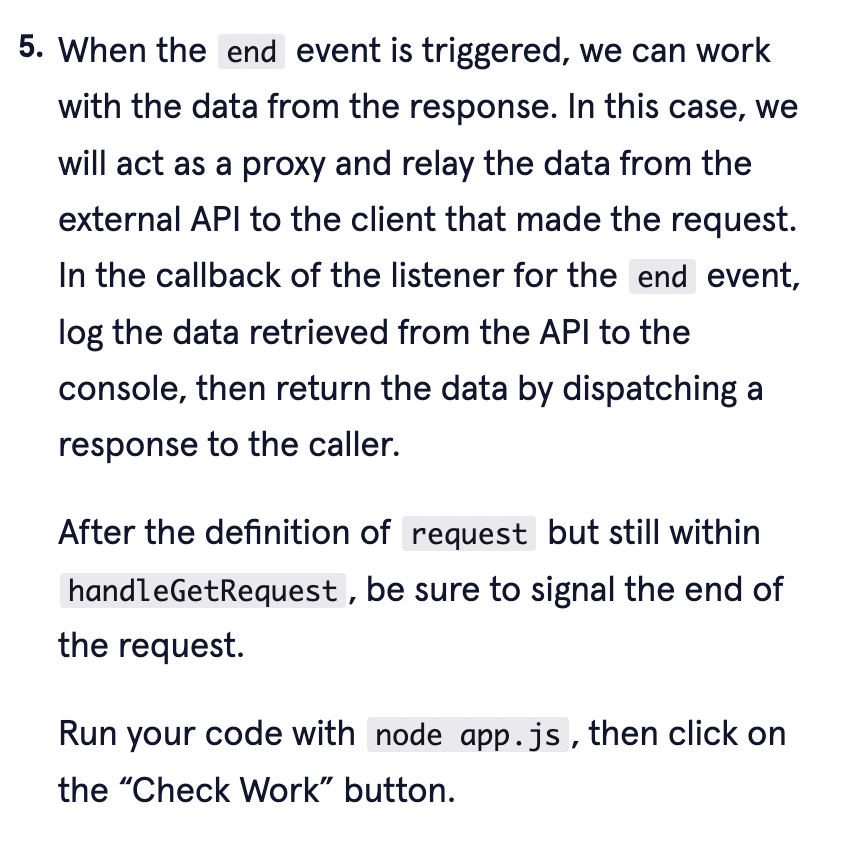 5. When the end event is triggered, we can work
with the data from the response. In this case, we
will act as a proxy and relay the data from the
external API to the client that made the request.
In the callback of the listener for the end event,
log the data retrieved from the API to the
console, then return the data by dispatching a
response to the caller.
After the definition of request but still within
handleGetRequest, be sure to signal the end of
the request.
Run your code with node app.js, then click on
the “Check Work” button.